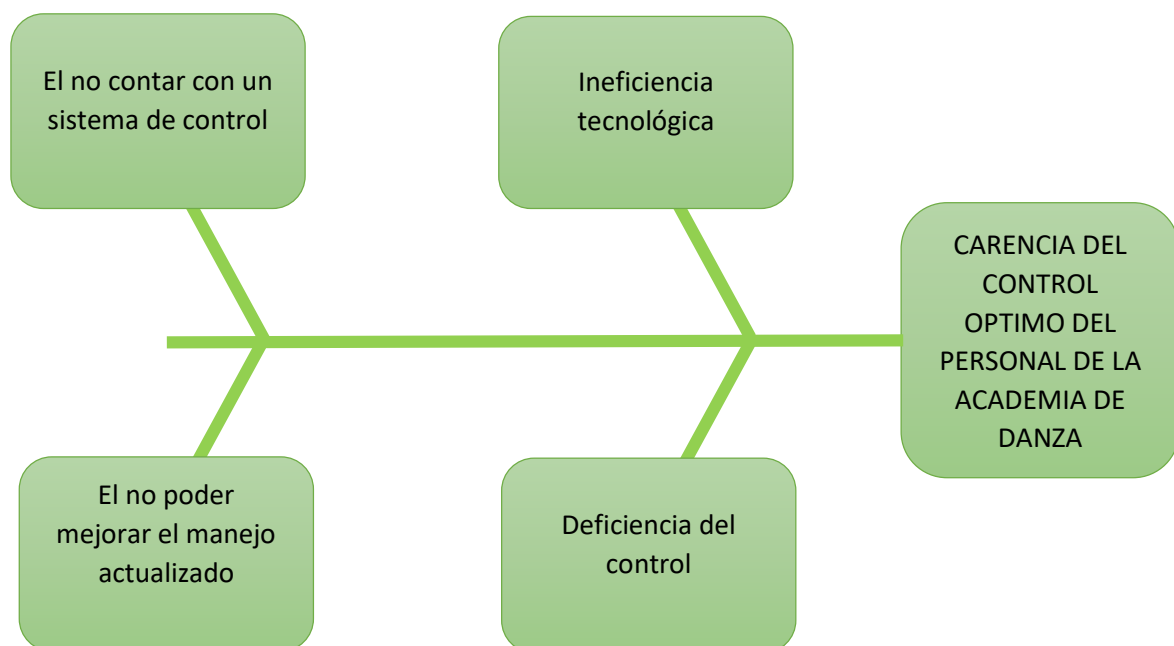 El no contar con un
sistema de control
Ineficiencia
tecnológica
CARENCIA DEL
CONTROL
OPTIMO DEL
PERSONAL DE LA
ACADEMIA DE
DANZA
El no poder
mejorar el manejo
actualizado
Deficiencia del
control